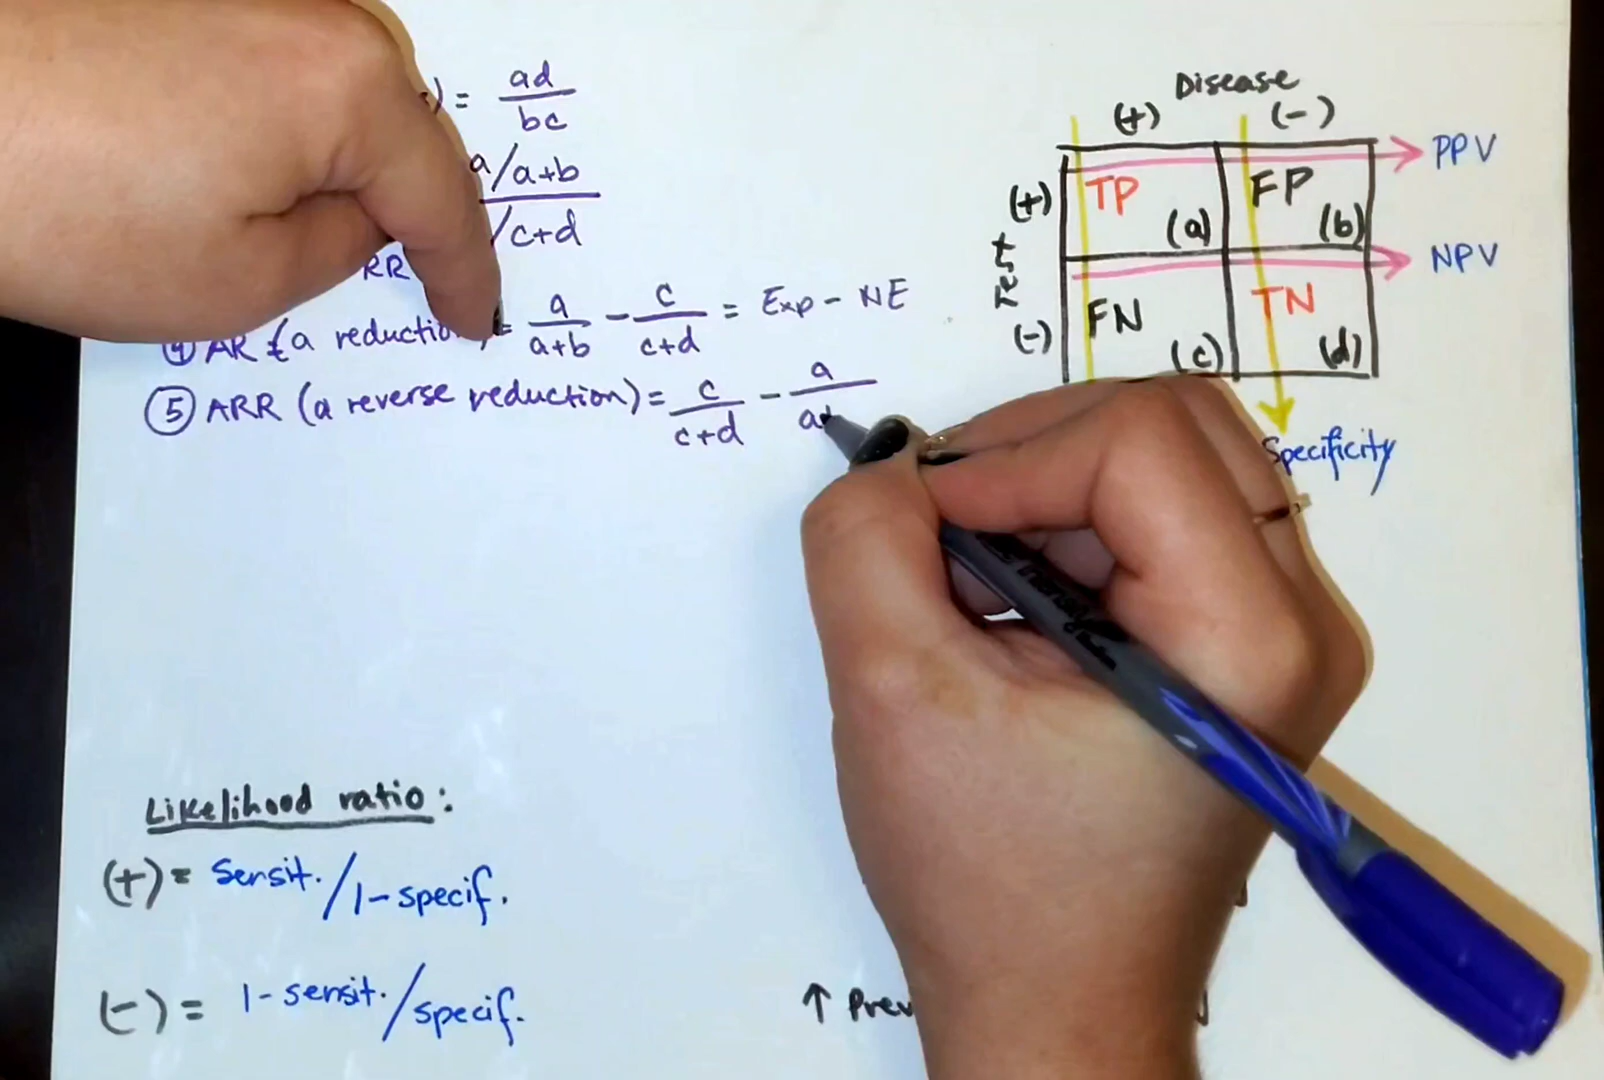 ) = ad
bc
a/a+b
/c+d
RR
④ AR (a reduction) = a/a+b - c/c+d = Exp - NE
⑤ ARR (a reverse reduction) = c/c+d - a/a+
Disease
(+) (-)
Test
(+) TP (a) FP (b) PPV
NPV
(-) FN (c) TN (d)
Specificity
Likelihood ratio:
(+) = Sensit./1-specif.
(-) = 1-sensit./specif.
↑ Prev